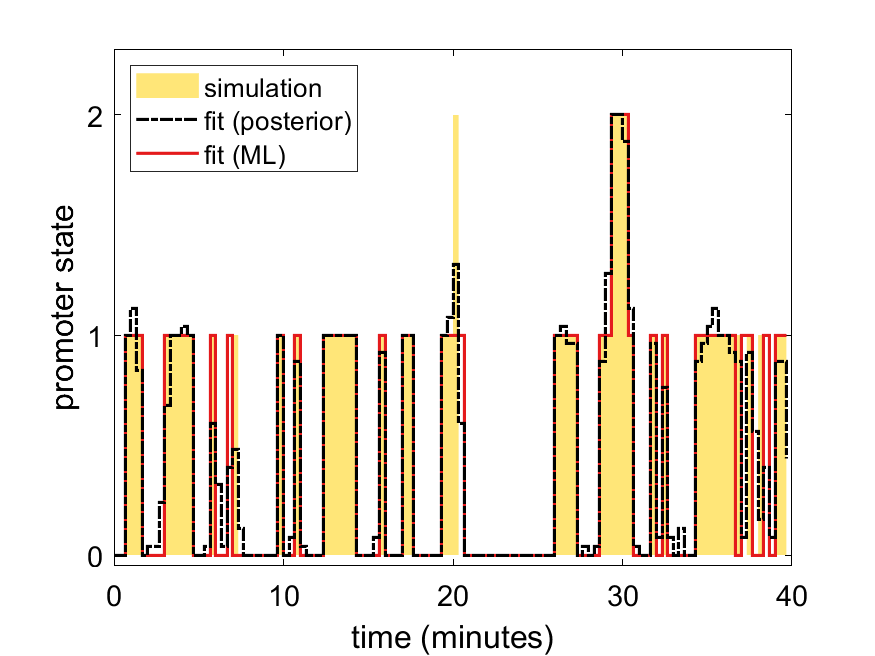 simulation
fit (posterior)
fit (ML)
promoter state
2
1
0
0 10 20 30 40
time (minutes)